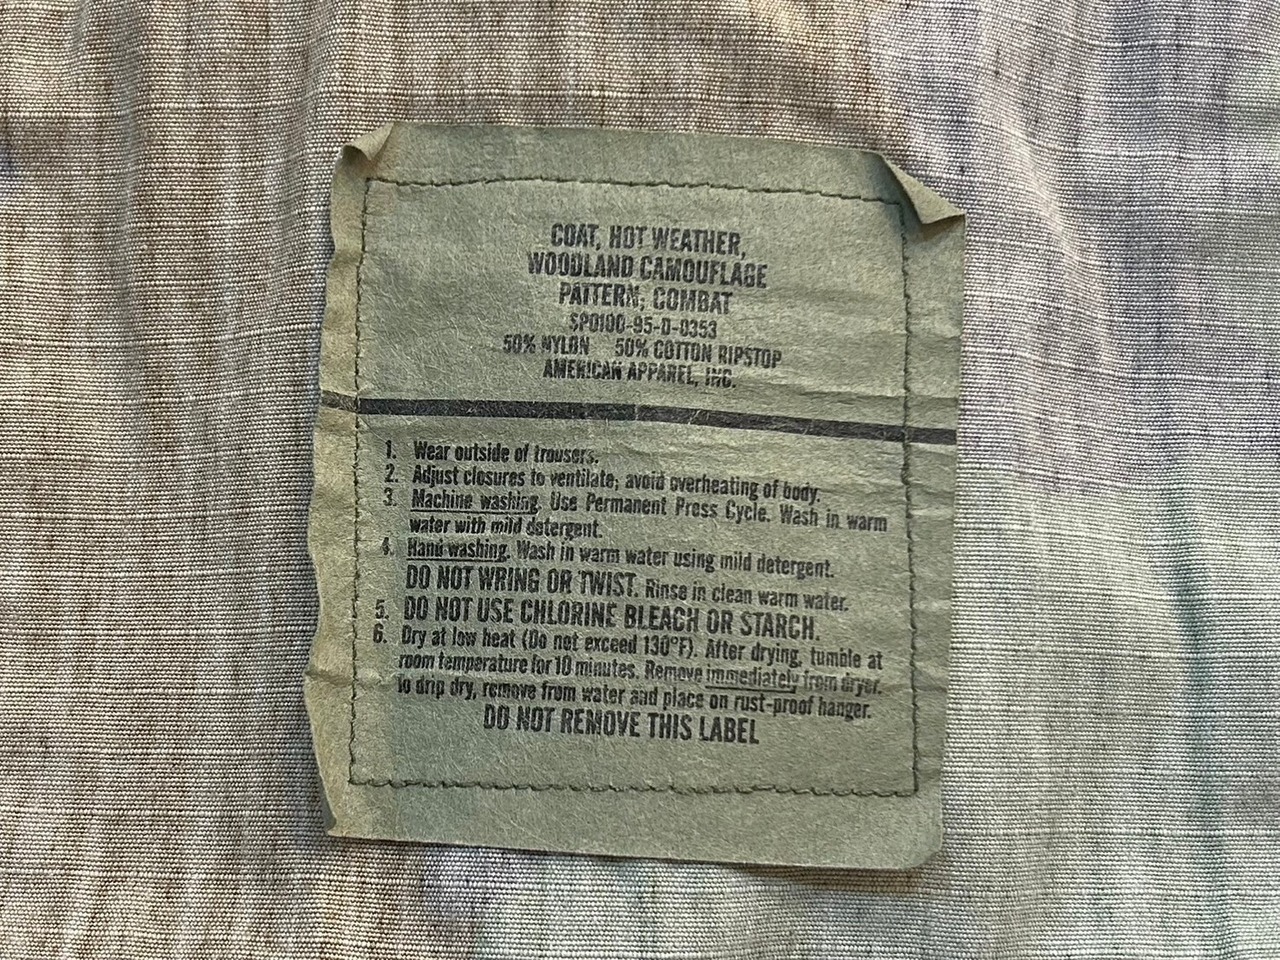 COAT, HOT WEATHER,
WOODLAND CAMOUFLAGE
PATTERN; COMBAT
SP0100-95-D-0353
50% NYLON 50% COTTON RIPSTOP
AMERICAN APPAREL, INC.
1. Wear outside of trousers.
2. Adjust closures to ventilate; avoid overheating of body.
3. Machine washing. Use Permanent Press Cycle. Wash in warm
water with mild detergent.
4. Hand washing. Wash in warm water using mild detergent.
DO NOT WRING OR TWIST. Rinse in clean warm water.
5. DO NOT USE CHLORINE BLEACH OR STARCH.
6. Dry at low heat (Do not exceed 130°F). After drying, tumble at
room temperature for 10 minutes. Remove immediately from dryer.
To drip dry, remove from water and place on rust-proof hanger.
DO NOT REMOVE THIS LABEL